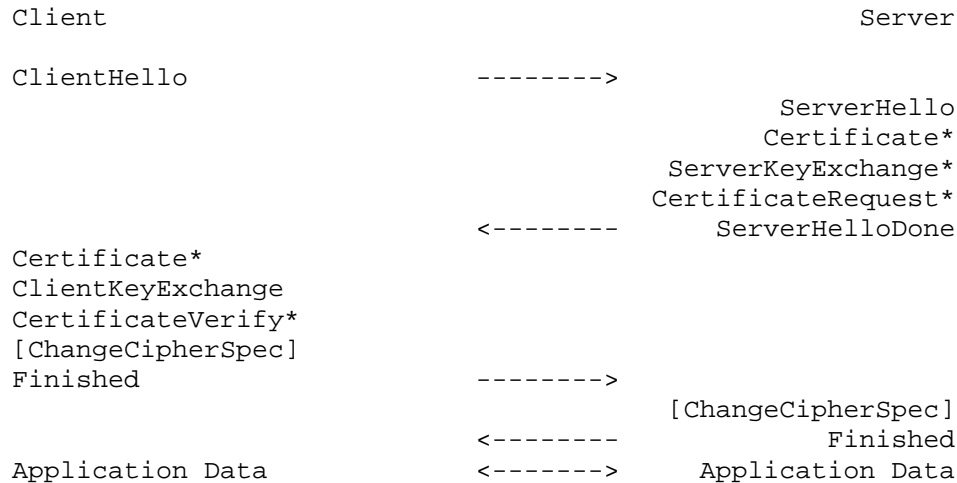 Client Server
ClientHello -------->
ServerHello
Certificate*
ServerKeyExchange*
CertificateRequest*
<-------- ServerHelloDone
Certificate*
ClientKeyExchange
CertificateVerify*
[ChangeCipherSpec]
Finished -------->
[ChangeCipherSpec]
<-------- Finished
Application Data <-------> Application Data